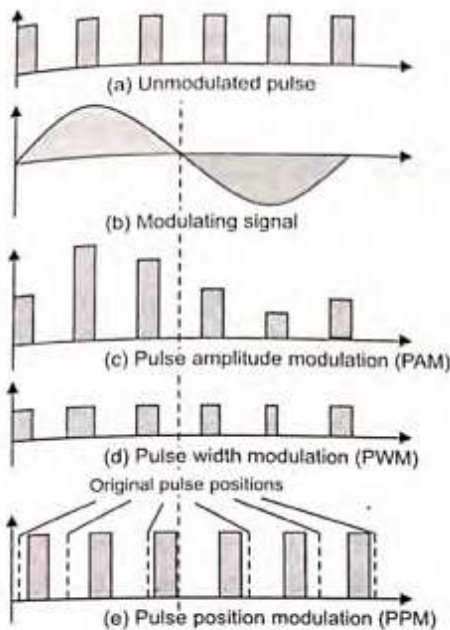 (a) Unmodulated pulse
(b) Modulating signal
(c) Pulse amplitude modulation (PAM)
(d) Pulse width modulation (PWM)
Original pulse positions
(e) Pulse position modulation (PPM)